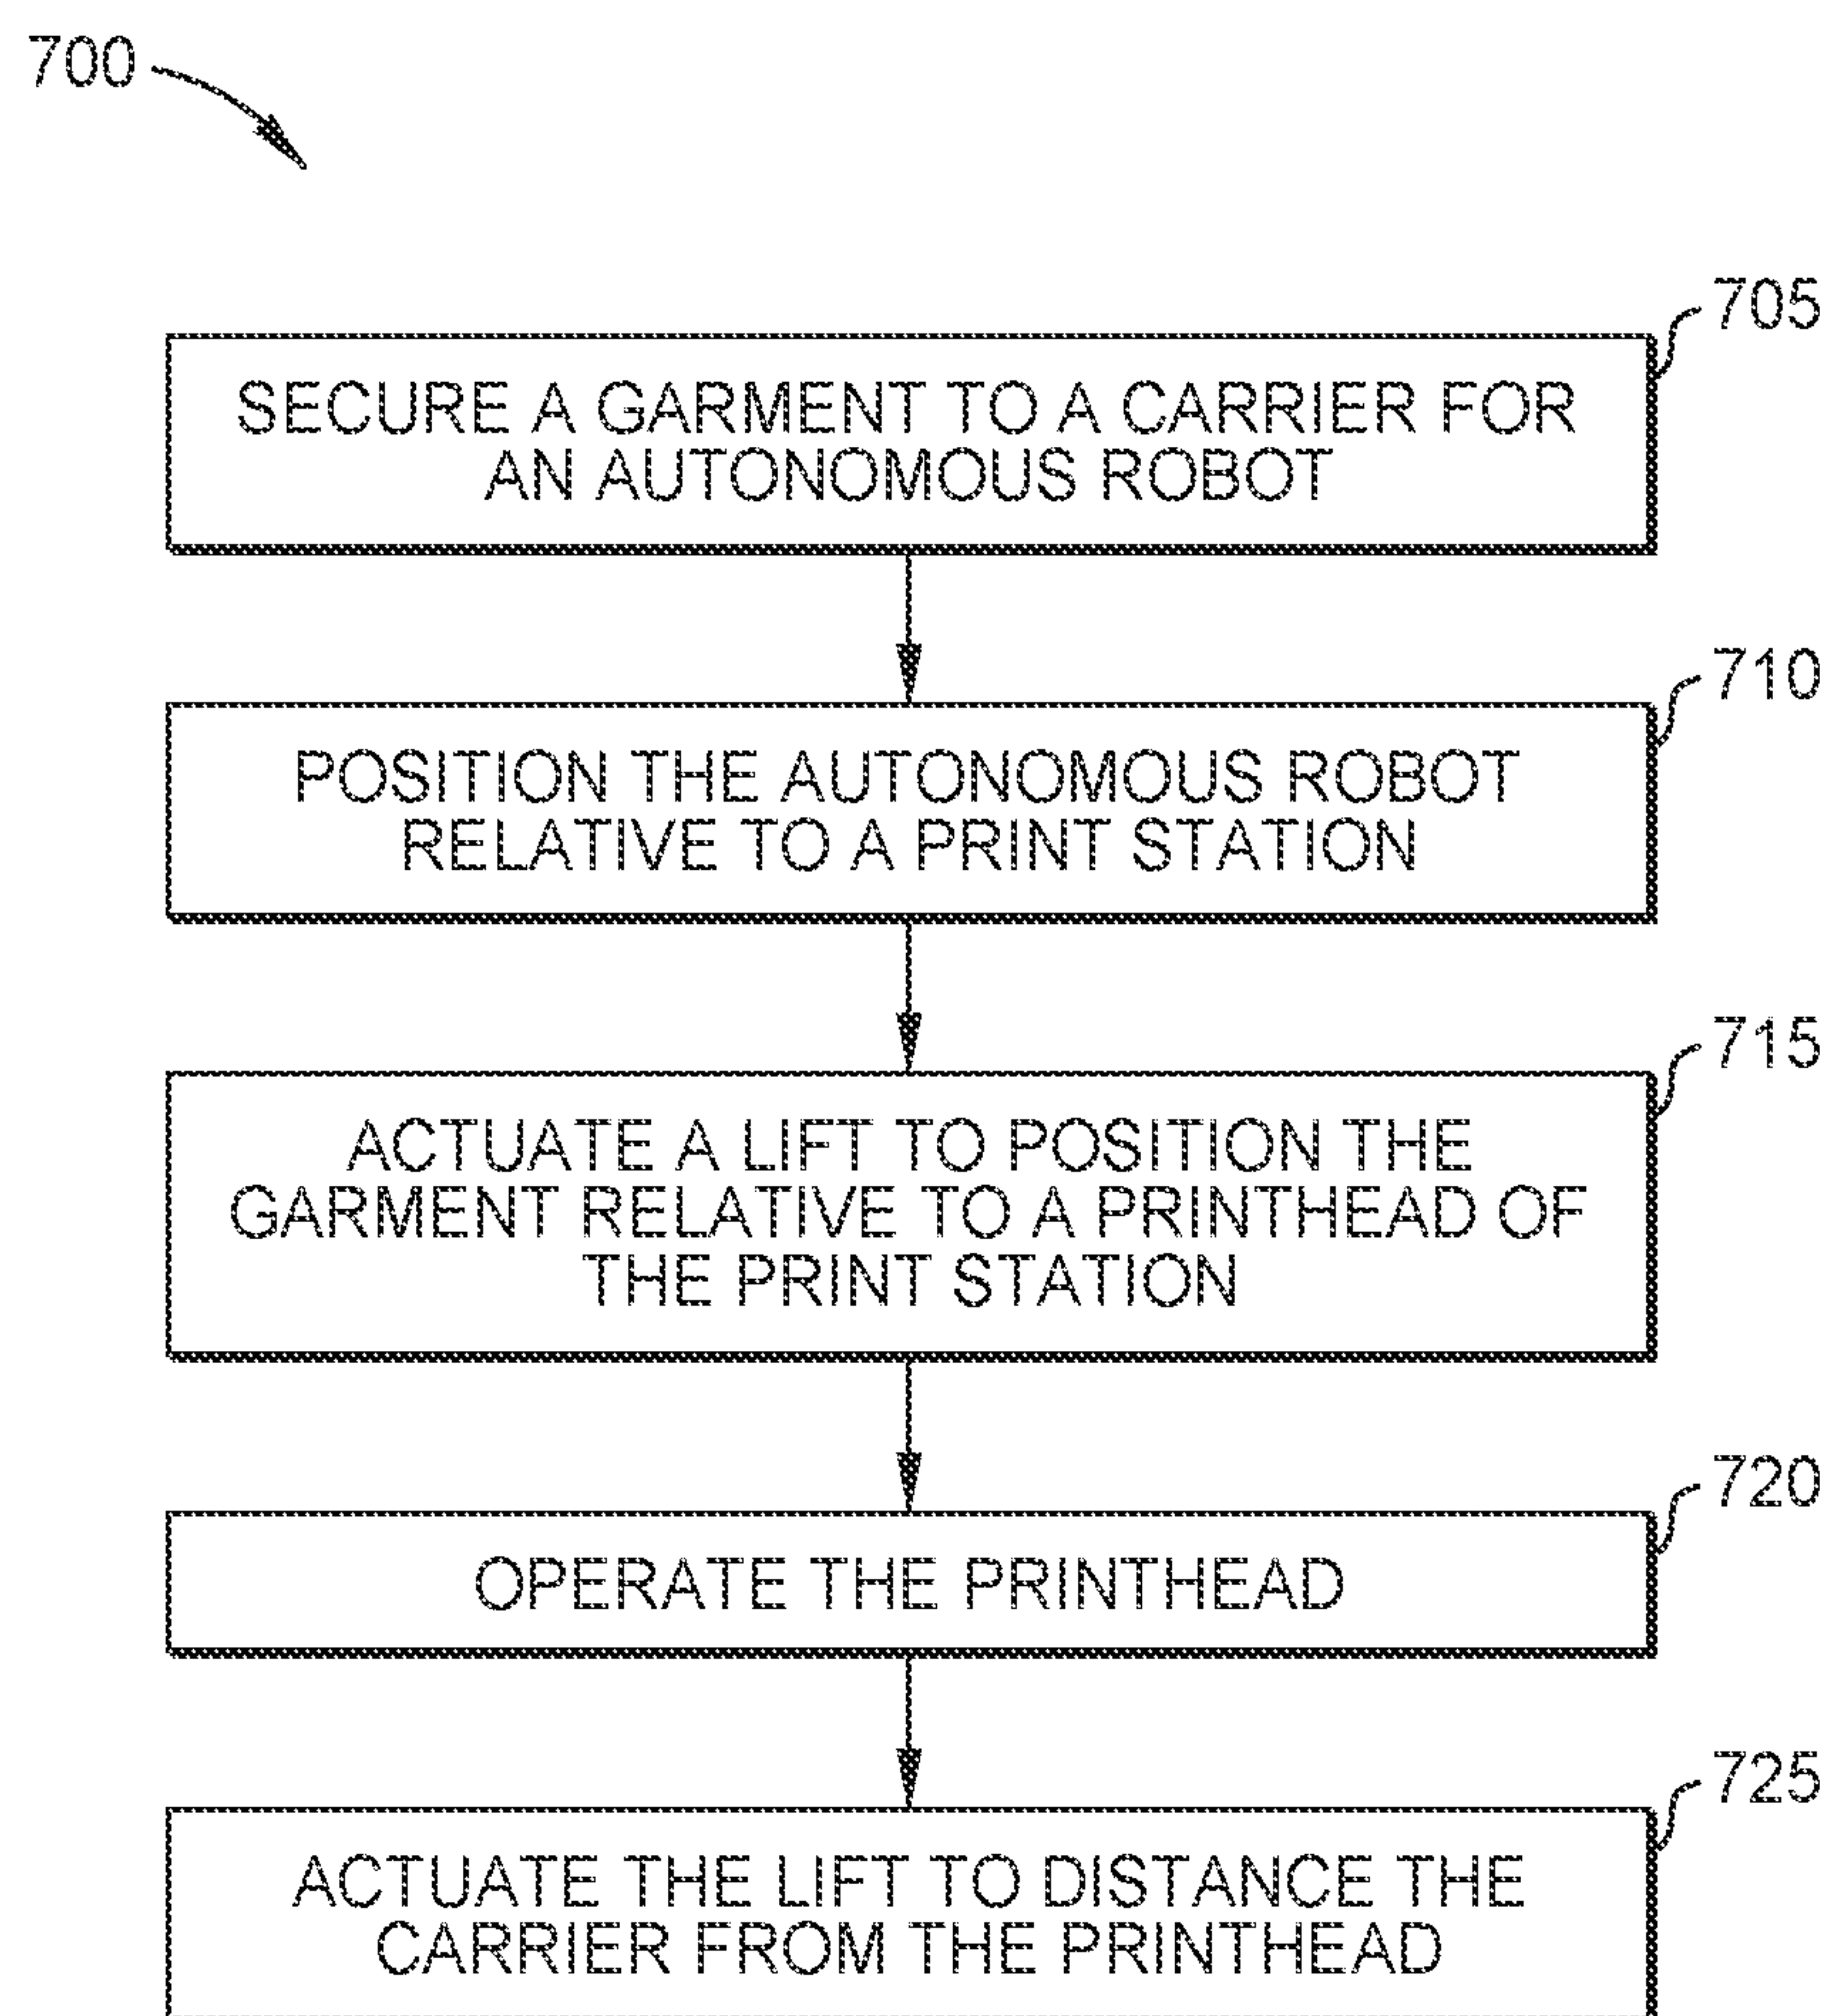 700
705
SECURE A GARMENT TO A CARRIER FOR
AN AUTONOMOUS ROBOT
710
POSITION THE AUTONOMOUS ROBOT
RELATIVE TO A PRINT STATION
715
ACTUATE A LIFT TO POSITION THE
GARMENT RELATIVE TO A PRINTHEAD OF
THE PRINT STATION
720
OPERATE THE PRINTHEAD
725
ACTUATE THE LIFT TO DISTANCE THE
CARRIER FROM THE PRINTHEAD